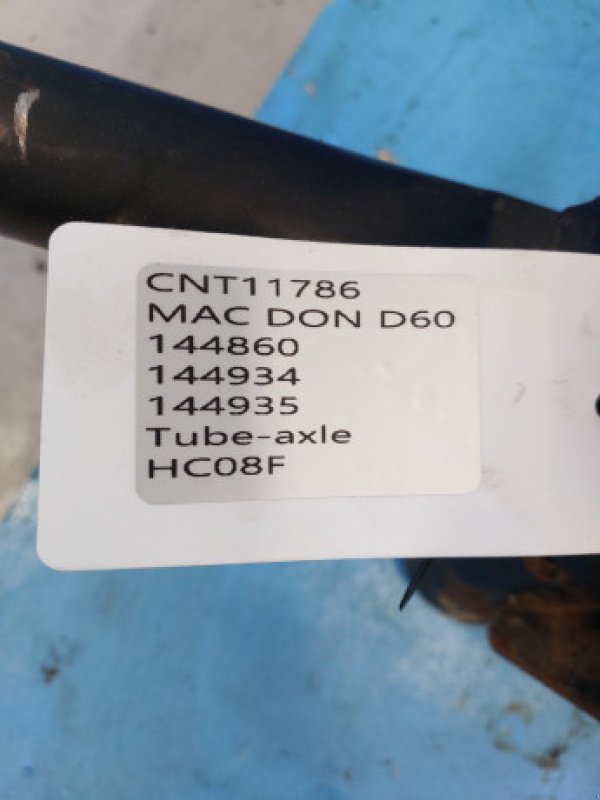 CNT11786
MAC DON D60
144860
144934
144935
Tube-axle
HC08F